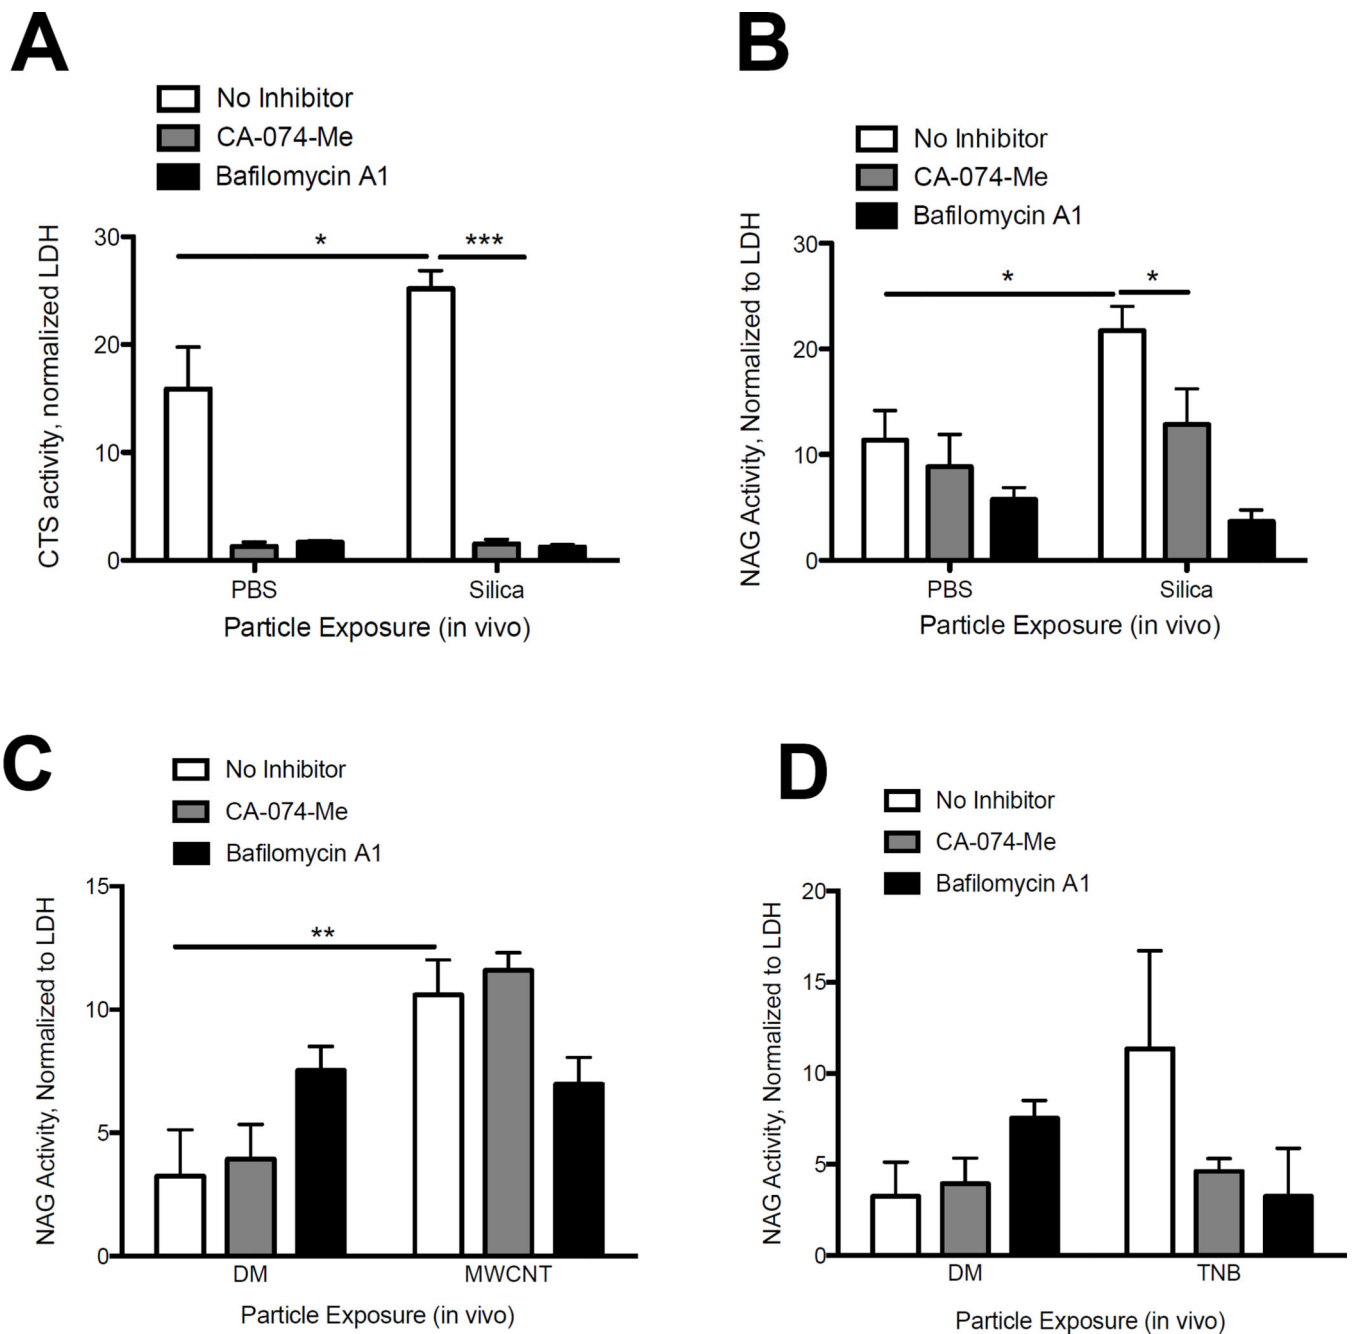 A
No Inhibitor
CA-074-Me
Bafilomycin A1
CTS activity, normalized LDH
30
20
10
0
*
***
PBS
Silica
Particle Exposure (in vivo)
B
No Inhibitor
CA-074-Me
Bafilomycin A1
NAG Activity, Normalized to LDH
30
20
10
0
*
*
PBS
Silica
Particle Exposure (in vivo)
C
No Inhibitor
CA-074-Me
Bafilomycin A1
NAG Activity, Normalized to LDH
15
10
5
0
**
DM
MWCNT
Particle Exposure (in vivo)
D
No Inhibitor
CA-074-Me
Bafilomycin A1
NAG Activity, Normalized to LDH
20
15
10
5
0
DM
TNB
Particle Exposure (in vivo)